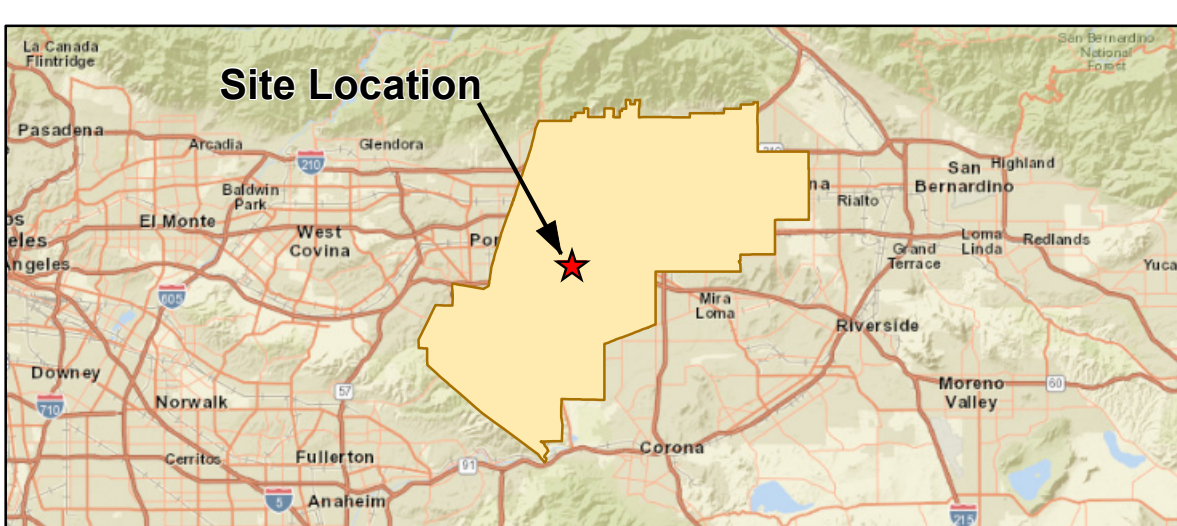 La Canada
Flintridge
San Bernardino
National
Forest
Site Location
Pasadena
Arcadia
Glendora
210
San
Bernardino
Highland
Baldwin
Park
Rialto
El Monte
West
Covina
Grand
Terrace
Loma
Linda
Redlands
605
Mira
Loma
Riverside
Downey
57
Moreno
Valley
60
710
Norwalk
Cerritos
Fullerton
91
Corona
5
Anaheim
215